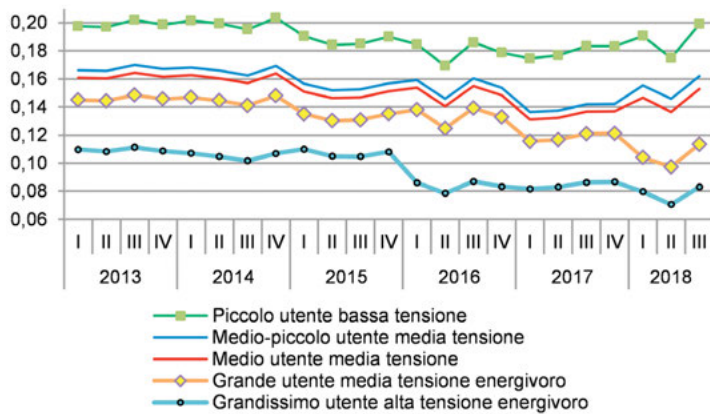 0,20
0,18
0,16
0,14
0,12
0,10
0,08
0,06
I II III IV I II III IV I II III IV I II III IV I II III IV I II III
2013 2014 2015 2016 2017 2018
Piccolo utente bassa tensione
Medio-piccolo utente media tensione
Medio utente media tensione
Grande utente media tensione energivoro
Grandissimo utente alta tensione energivoro